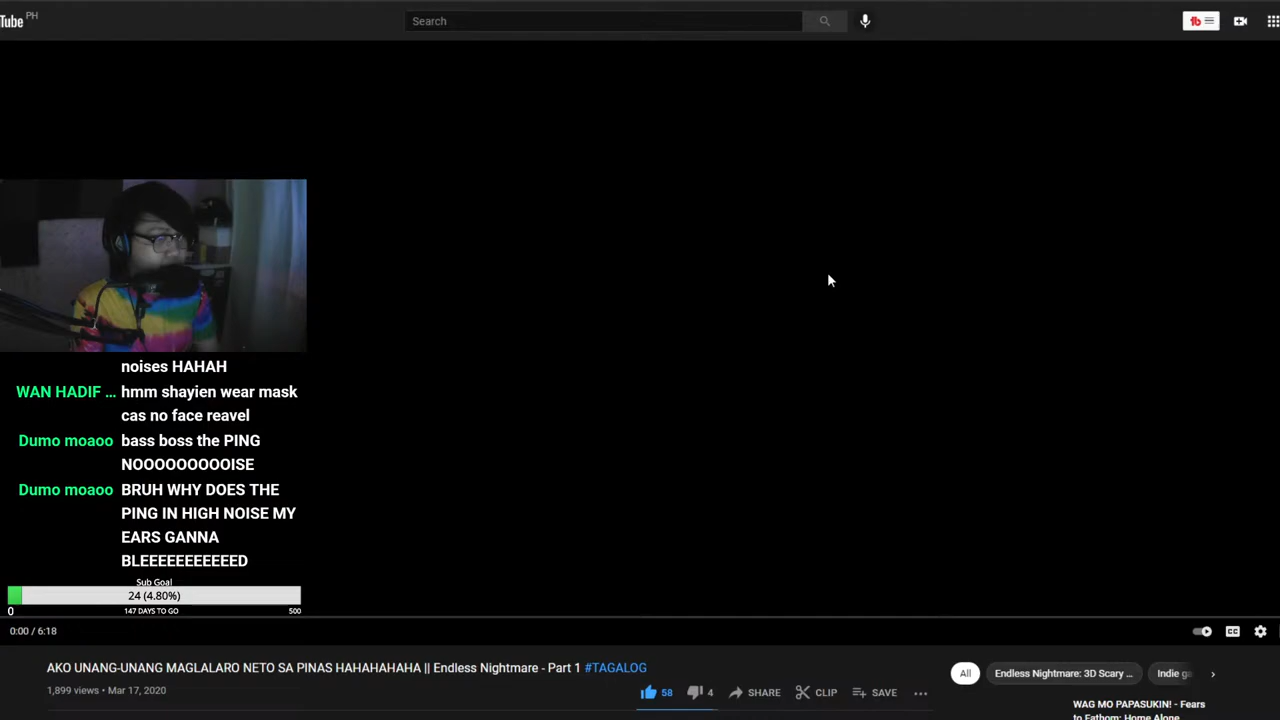 Tube PH
Search
noises HAHAH
WAN HADIF ... hmm shayien wear mask
cas no face reavel
Dumo moaoo bass boss the PING
NOOOOOOOOOISE
Dumo moaoo BRUH WHY DOES THE
PING IN HIGH NOISE MY
EARS GANNA
BLEEEEEEEEEED
Sub Goal
24 (4.80%)
0 147 DAYS TO GO 500
0:00 / 6:18
AKO UNANG-UNANG MAGLALARO NETO SA PINAS HAHAHAHAHA || Endless Nightmare - Part 1 #TAGALOG
1,899 views • Mar 17, 2020
58 4 SHARE CLIP SAVE ...
All Endless Nightmare: 3D Scary ... Indie
WAG MO PAPASUKIN! - Fears
to Fathom: Home Alone